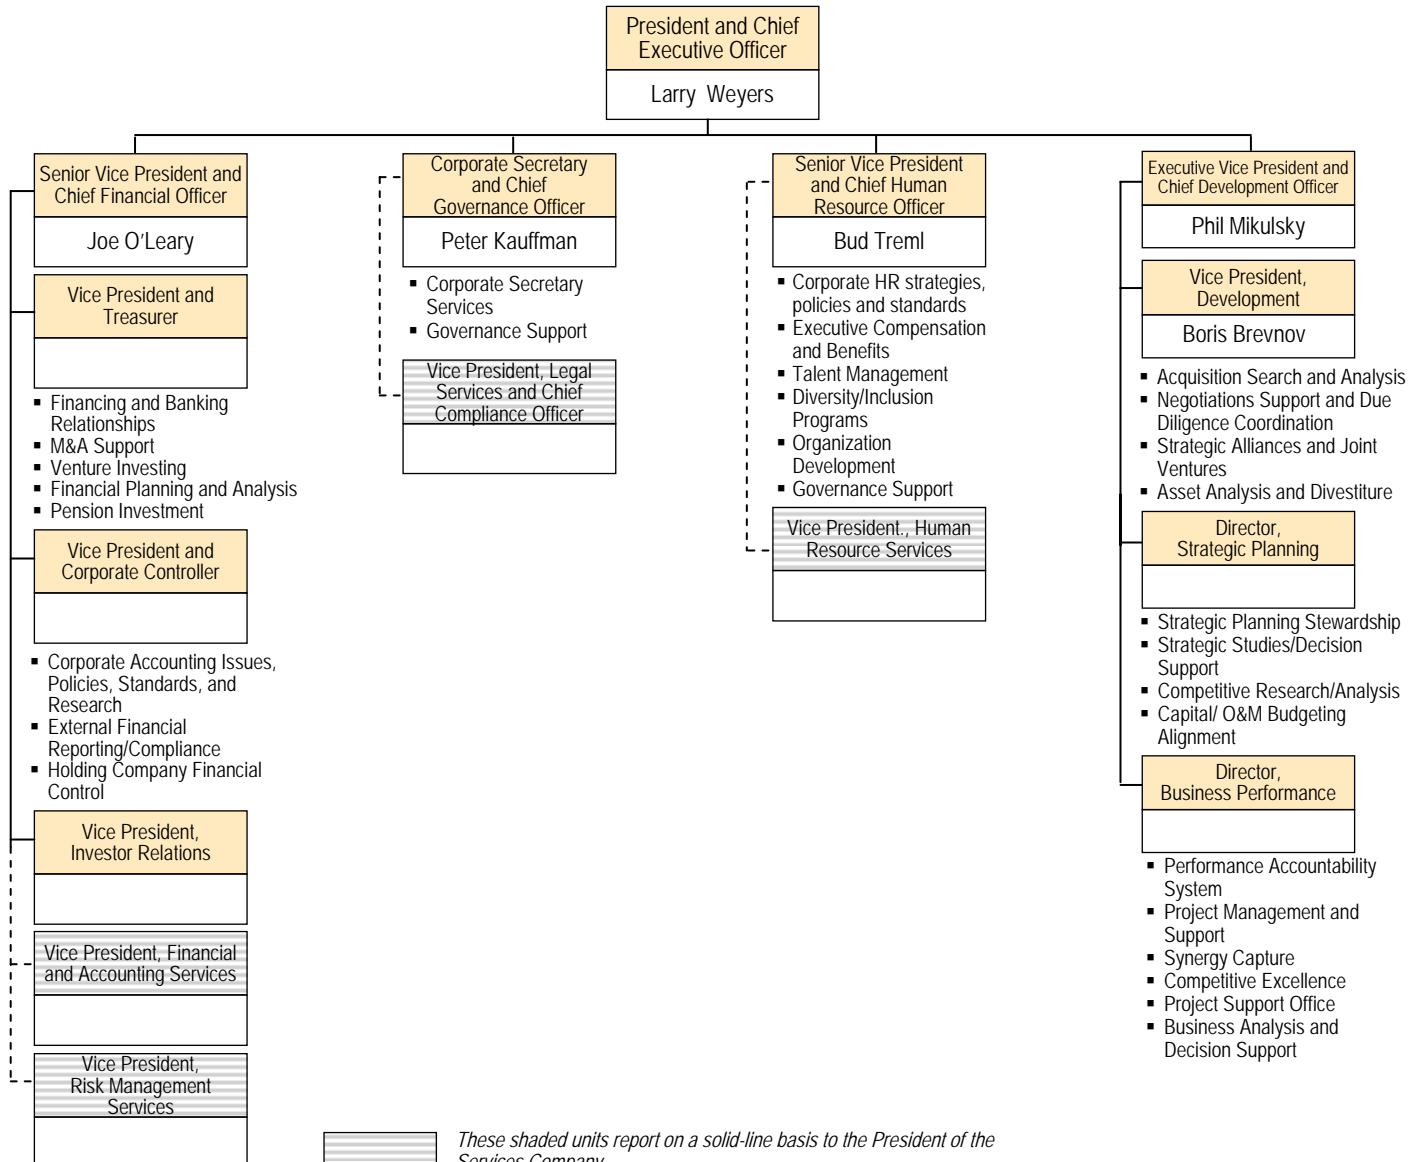 President and Chief
Executive Officer
Larry Weyers
Senior Vice President and
Chief Financial Officer
Joe O'Leary
Vice President and
Treasurer
▪ Financing and Banking
Relationships
▪ M&A Support
▪ Venture Investing
▪ Financial Planning and Analysis
▪ Pension Investment
Vice President and
Corporate Controller
▪ Corporate Accounting Issues,
Policies, Standards, and
Research
▪ External Financial
Reporting/Compliance
▪ Holding Company Financial
Control
Vice President,
Investor Relations
Vice President, Financial
and Accounting Services
Vice President,
Risk Management
Services
Corporate Secretary
and Chief
Governance Officer
Peter Kauffman
▪ Corporate Secretary
Services
▪ Governance Support
Vice President, Legal
Services and Chief
Compliance Officer
Senior Vice President
and Chief Human
Resource Officer
Bud Treml
▪ Corporate HR strategies,
policies and standards
▪ Executive Compensation
and Benefits
▪ Talent Management
▪ Diversity/Inclusion
Programs
▪ Organization
Development
▪ Governance Support
Vice President., Human
Resource Services
Executive Vice President and
Chief Development Officer
Phil Mikulsky
Vice President,
Development
Boris Brevnov
▪ Acquisition Search and Analysis
▪ Negotiations Support and Due
Diligence Coordination
▪ Strategic Alliances and Joint
Ventures
▪ Asset Analysis and Divestiture
Director,
Strategic Planning
▪ Strategic Planning Stewardship
▪ Strategic Studies/Decision
Support
▪ Competitive Research/Analysis
▪ Capital/ O&M Budgeting
Alignment
Director,
Business Performance
▪ Performance Accountability
System
▪ Project Management and
Support
▪ Synergy Capture
▪ Competitive Excellence
▪ Project Support Office
▪ Business Analysis and
Decision Support
These shaded units report on a solid-line basis to the President of the
Services Company